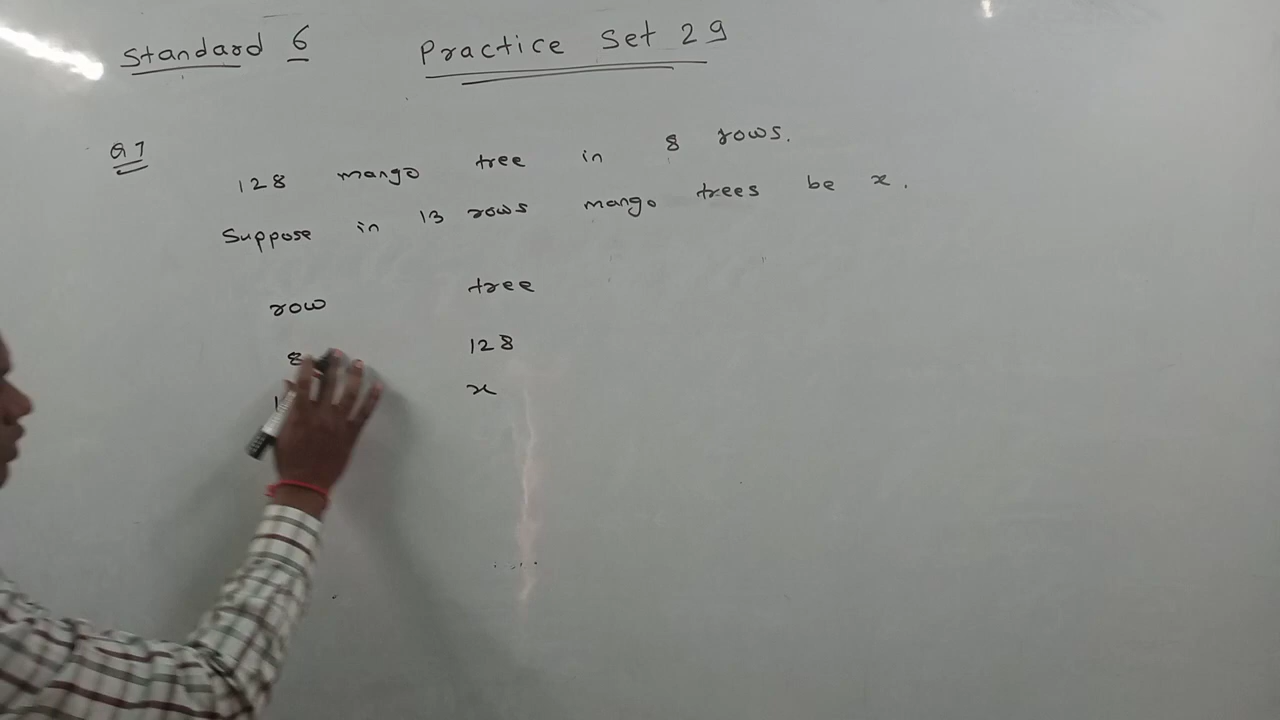 Standard 6 Practice Set 29
Q 7 128 mango tree in 8 rows.
Suppose in 13 rows mango trees be x.
row tree
8 128
x